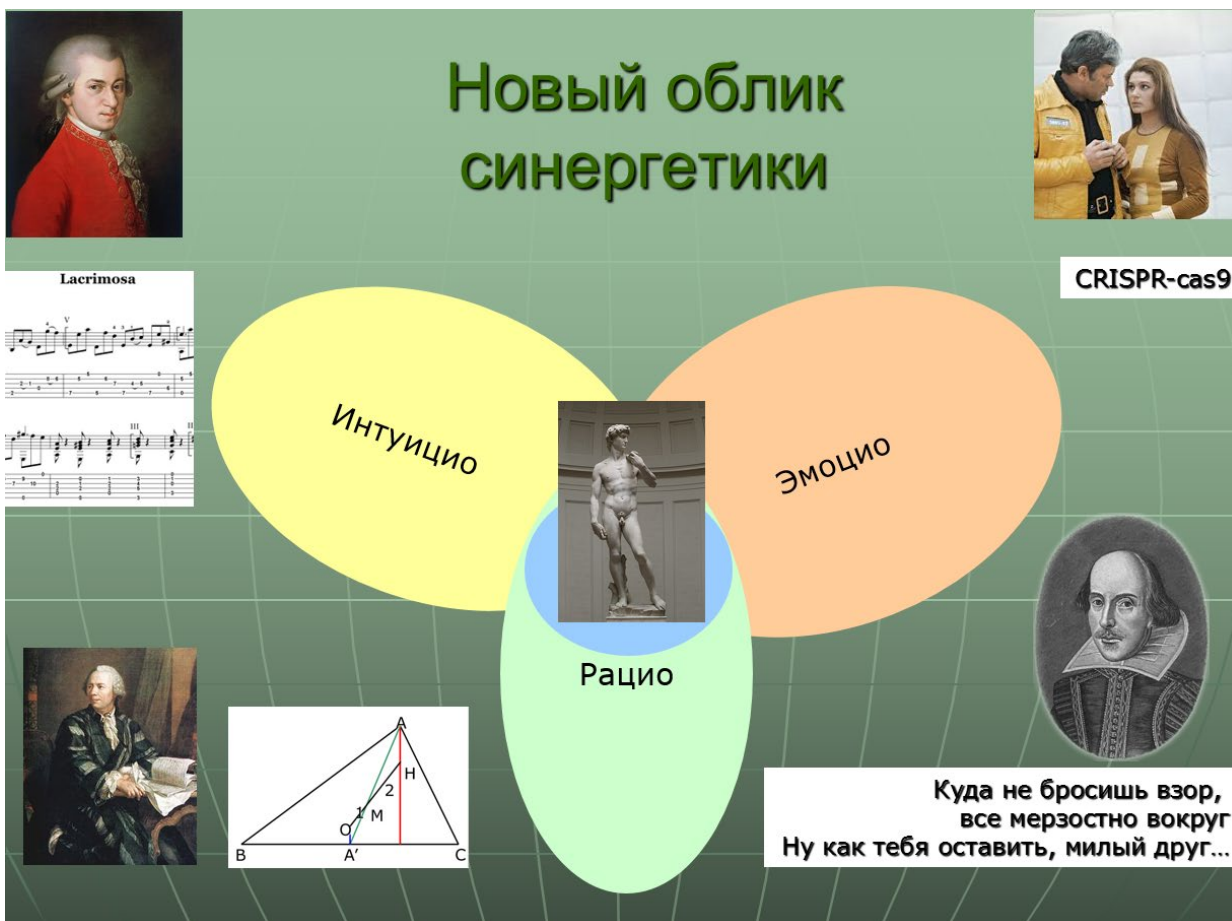 Новый облик
синергетики
Lacrimosa
CRISPR-cas9
Интуицио
Эмоцио
Рацио
A
H
2
1
M
O
B
A’
C
Куда не бросишь взор,
все мерзостно вокруг
Ну как тебя оставить, милый друг...